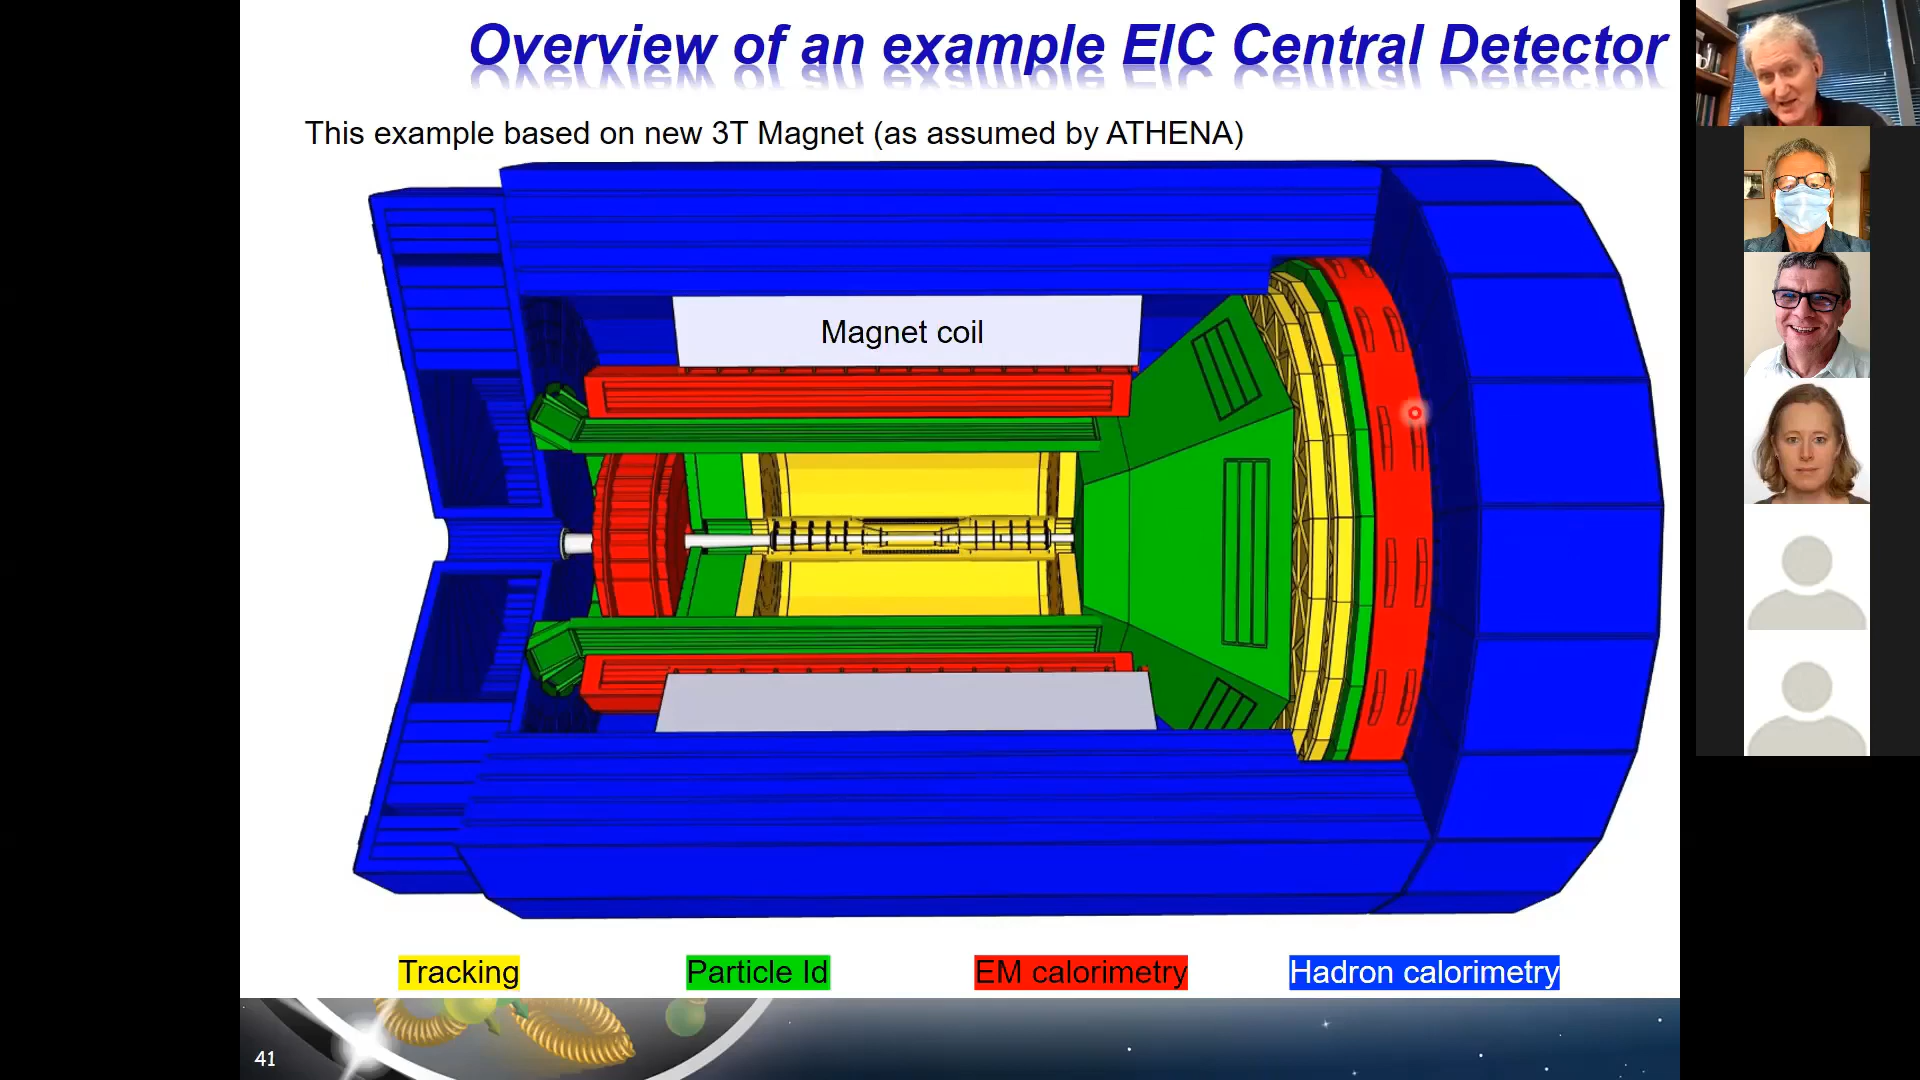 Overview of an example EIC Central Detector
This example based on new 3T Magnet (as assumed by ATHENA)
Magnet coil
Tracking
Particle Id
EM calorimetry
Hadron calorimetry
41